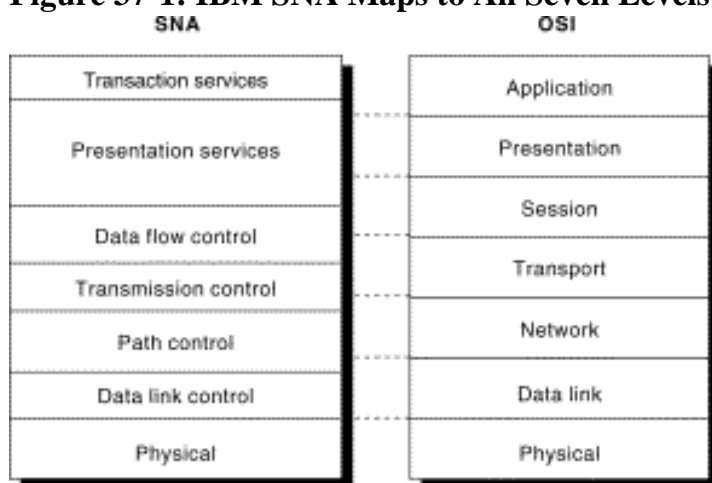 Figure 37-1: IBM SNA Maps to All Seven Levels
SNA
Transaction services
Presentation services
Data flow control
Transmission control
Path control
Data link control
Physical
OSI
Application
Presentation
Session
Transport
Network
Data link
Physical